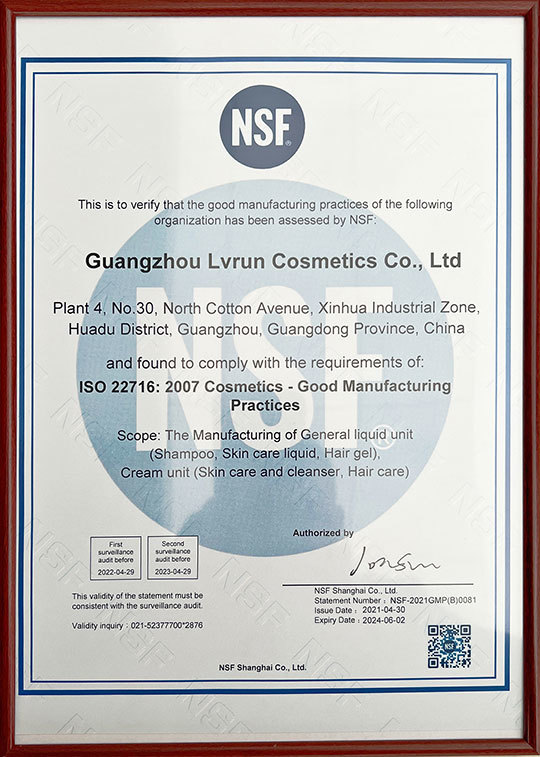 NSF®
This is to verify that the good manufacturing practices of the following
organization has been assessed by NSF:
Guangzhou Lvrun Cosmetics Co., Ltd
Plant 4, No.30, North Cotton Avenue, Xinhua Industrial Zone,
Huadu District, Guangzhou, Guangdong Province, China
and found to comply with the requirements of:
ISO 22716: 2007 Cosmetics - Good Manufacturing
Practices
Scope: The Manufacturing of General liquid unit
(Shampoo, Skin care liquid, Hair gel),
Cream unit (Skin care and cleanser, Hair care)
NSF®
First
surveillance
audit before
2022-04-29
Second
surveillance
audit before
2023-04-29
This validity of the statement must be
consistent with the surveillance audit.
Validity inquiry : 021-52377700*2876
Authorized by
NSF Shanghai Co., Ltd.
Statement Number : NSF-2021GMP(B)0081
Issue Date : 2021-04-30
Expiry Date : 2024-06-02
NSF Shanghai Co., Ltd.